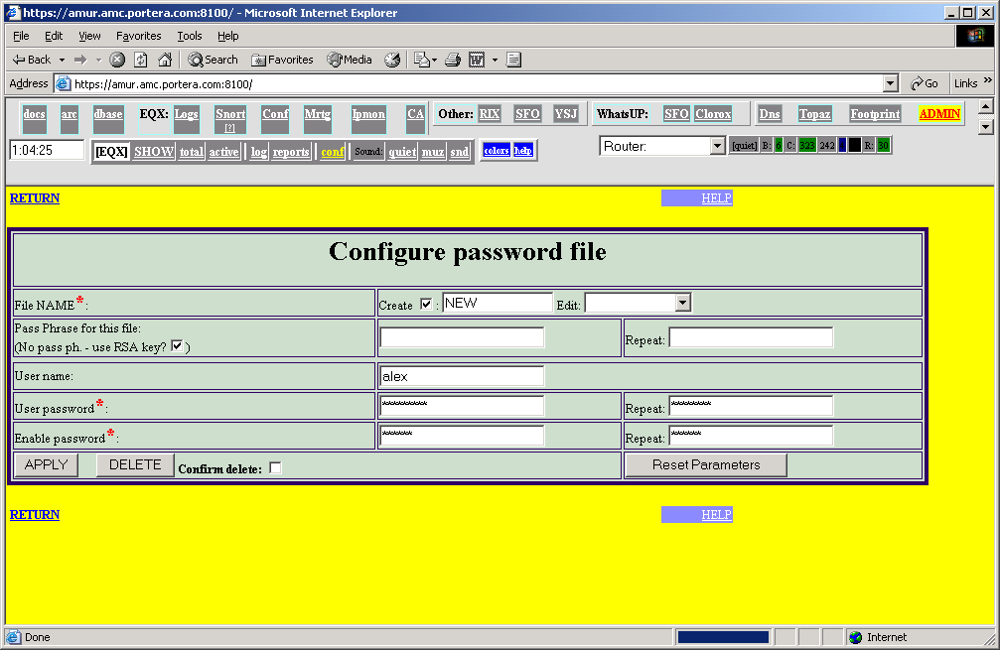 https://amur.amc.portera.com:8100/ - Microsoft Internet Explorer
File Edit View Favorites Tools Help
Back Search Favorites Media
Address https://amur.amc.portera.com:8100/ Go Links »
docs arc dbase EQX: Logs Snort Conf Mrtg Ipmon CA Other: RIX SFO YSJ WhatsUP: SFO Clorox Dns Topaz Footprint ADMIN
[?]
1:04:25 [EQX] SHOW total active log reports conf Sound: quiet muz snd colors help Router: [quiet] B: 6 C: 323 242 R: 30
RETURN HELP
Configure password file
File NAME*: Create : NEW Edit:
Pass Phrase for this file:
(No pass ph. - use RSA key? ) Repeat:
User name: alex
User password*: ********** Repeat: *********
Enable password*: ******* Repeat: *******
APPLY DELETE Confirm delete: Reset Parameters
RETURN HELP
Done Internet